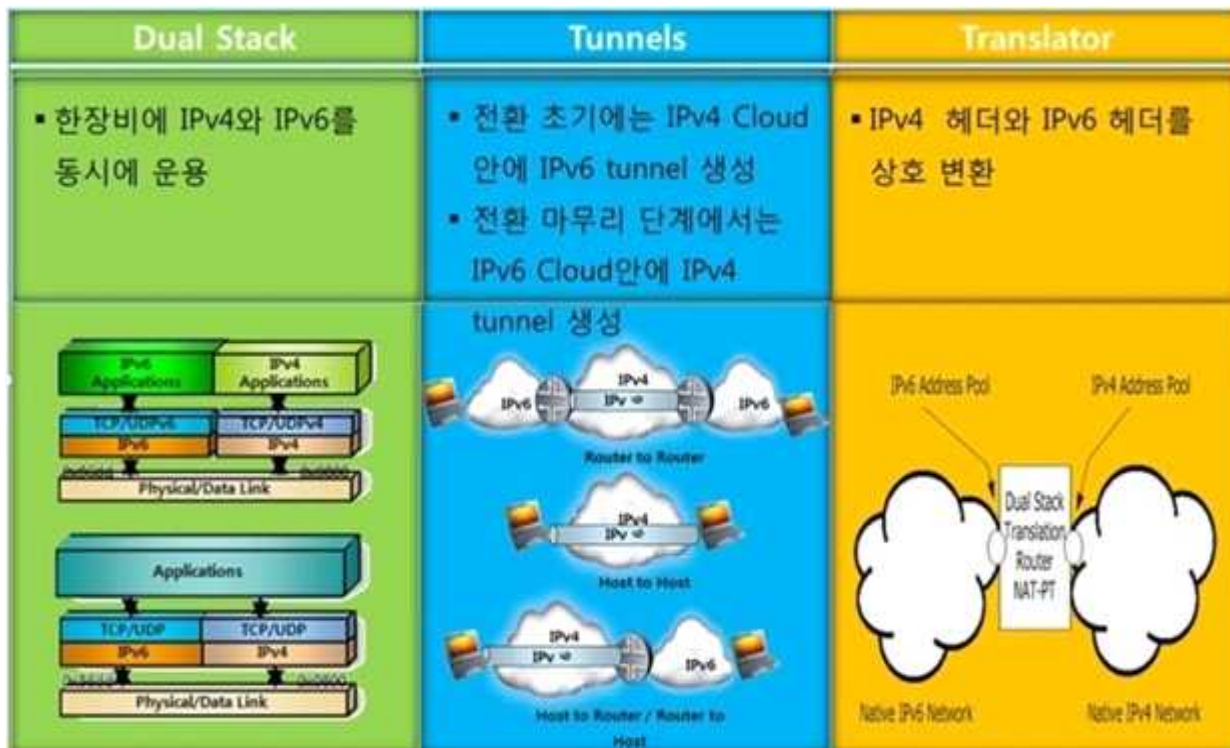 Dual Stack
Tunnels
Translator
▪ 한장비에 IPv4와 IPv6를
동시에 운용
▪ 전환 초기에는 IPv4 Cloud
안에 IPv6 tunnel 생성
▪ 전환 마무리 단계에서는
IPv6 Cloud안에 IPv4
tunnel 생성
▪ IPv4 헤더와 IPv6 헤더를
상호 변환
IPv6
Applications
IPv4
Applications
TCP/UDPv6
TCP/UDPv4
IPv6
IPv4
Physical/Data Link
Applications
TCP/UDP
TCP/UDP
IPv6
IPv4
Physical/Data Link
IPv6
IPv4
IPv
IPv6
Router to Router
IPv4
IPv
Host to Host
IPv4
IPv
IPv6
Host to Router / Router to
Host
IPv6 Address Pool
IPv4 Address Pool
Dual Stack
Translation
Router
NAT-PT
Native IPv6 Network
Native IPv4 Network